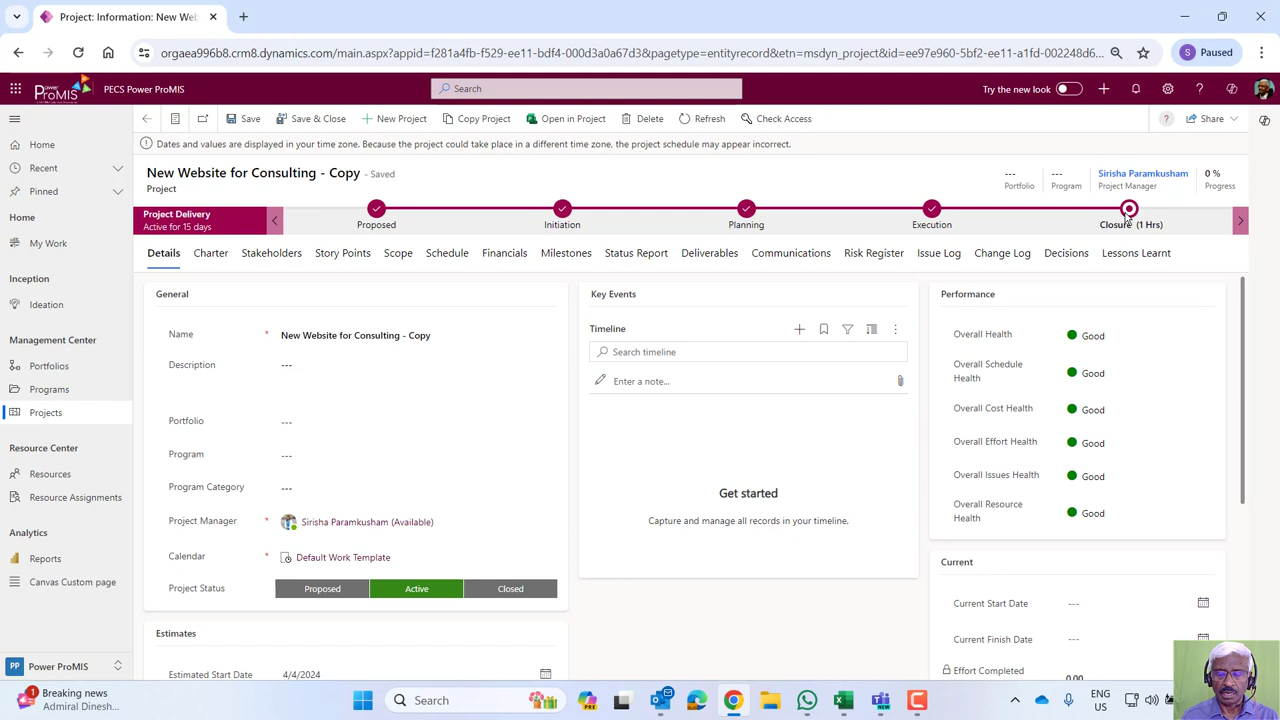 Project: Information: New Web
orgaea996b8.crm8.dynamics.com/main.aspx?appid=f281a4fb-f529-ee11-bdf4-000d3a0a67d3&pagetype=entityrecord&etn=msdyn_project&id=ee97e960-5bf2-ee11-a1fd-002248d6...
S Paused
Power ProMIS
PECS Power ProMIS
Search
Try the new look
Save
Save & Close
New Project
Copy Project
Open in Project
Delete
Refresh
Check Access
Share
Dates and values are displayed in your time zone. Because the project could take place in a different time zone, the project schedule may appear incorrect.
Home
Recent
Pinned
Home
My Work
Inception
Ideation
Management Center
Portfolios
Programs
Projects
Resource Center
Resources
Resource Assignments
Analytics
Reports
Canvas Custom page
PP Power ProMIS
New Website for Consulting - Copy - Saved
Project
---
Portfolio
---
Program
Sirisha Paramkusham
Project Manager
0 %
Progress
Project Delivery
Active for 15 days
Proposed
Initiation
Planning
Execution
Closure (1 Hrs)
Details Charter Stakeholders Story Points Scope Schedule Financials Milestones Status Report Deliverables Communications Risk Register Issue Log Change Log Decisions Lessons Learnt
General
Name * New Website for Consulting - Copy
Description ---
Portfolio ---
Program ---
Program Category ---
Project Manager * Sirisha Paramkusham (Available)
Calendar * Default Work Template
Project Status Proposed Active Closed
Estimates
Estimated Start Date 4/4/2024
Key Events
Timeline
Search timeline
Enter a note...
Get started
Capture and manage all records in your timeline.
Performance
Overall Health Good
Overall Schedule Health Good
Overall Cost Health Good
Overall Effort Health Good
Overall Issues Health Good
Overall Resource Health Good
Current
Current Start Date ---
Current Finish Date ---
Effort Completed 0.00
1
Breaking news
Admiral Dinesh...
Search
ENG
US